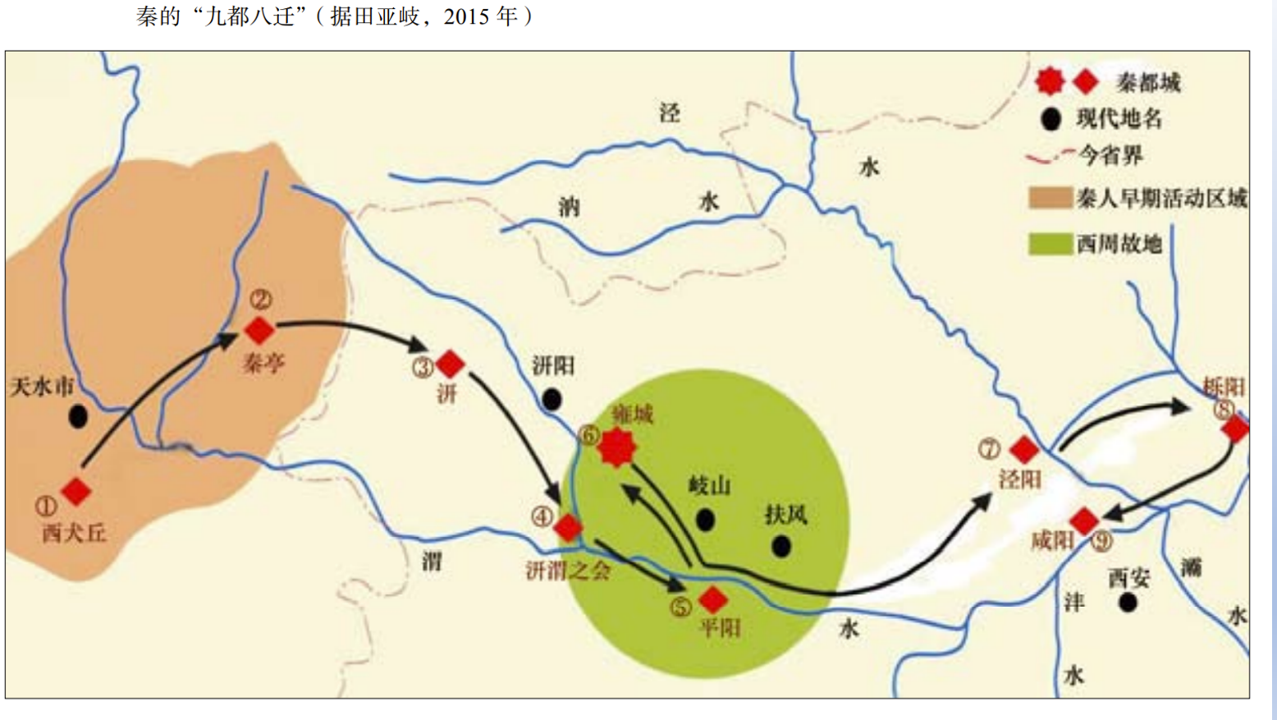 秦的“九都八迁”（据田亚岐，2015 年）
秦都城
现代地名
今省界
秦人早期活动区域
西周故地
泾
水
汭
水
②
秦亭
③
汧
汧阳
天水市
①
西犬丘
⑥
雍城
岐山
扶风
④
汧渭之会
⑤
平阳
渭
水
⑦
泾阳
栎阳
⑧
咸阳
⑨
西安
沣
水
灞
水